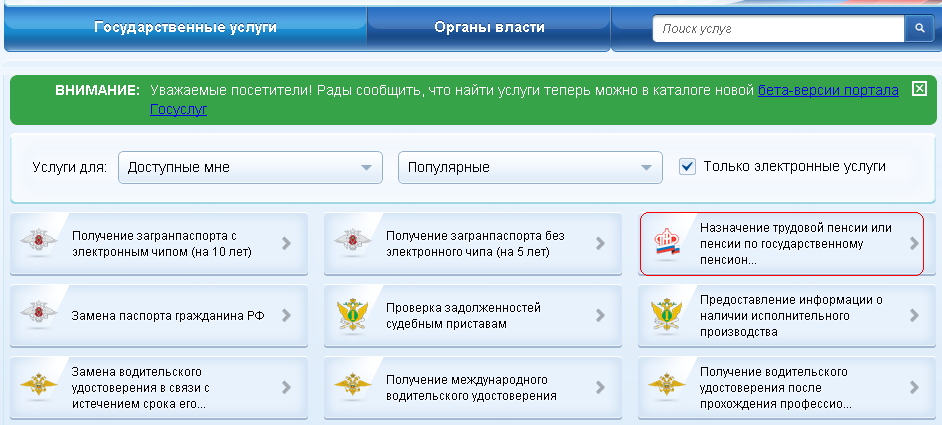 Государственные услуги
Органы власти
Поиск услуг
ВНИМАНИЕ: Уважаемые посетители! Рады сообщить, что найти услуги теперь можно в каталоге новой бета-версии портала
Госуслуг
Услуги для: Доступные мне
Популярные
Только электронные услуги
Получение загранпаспорта с
электронным чипом (на 10 лет)
Получение загранпаспорта без
электронного чипа (на 5 лет)
Назначение трудовой пенсии или
пенсии по государственному
пенсион...
Замена паспорта гражданина РФ
Проверка задолженностей
судебным приставам
Предоставление информации о
наличии исполнительного
производства
Замена водительского
удостоверения в связи с
истечением срока его...
Получение международного
водительского удостоверения
Получение водительского
удостоверения после
прохождения профессио...